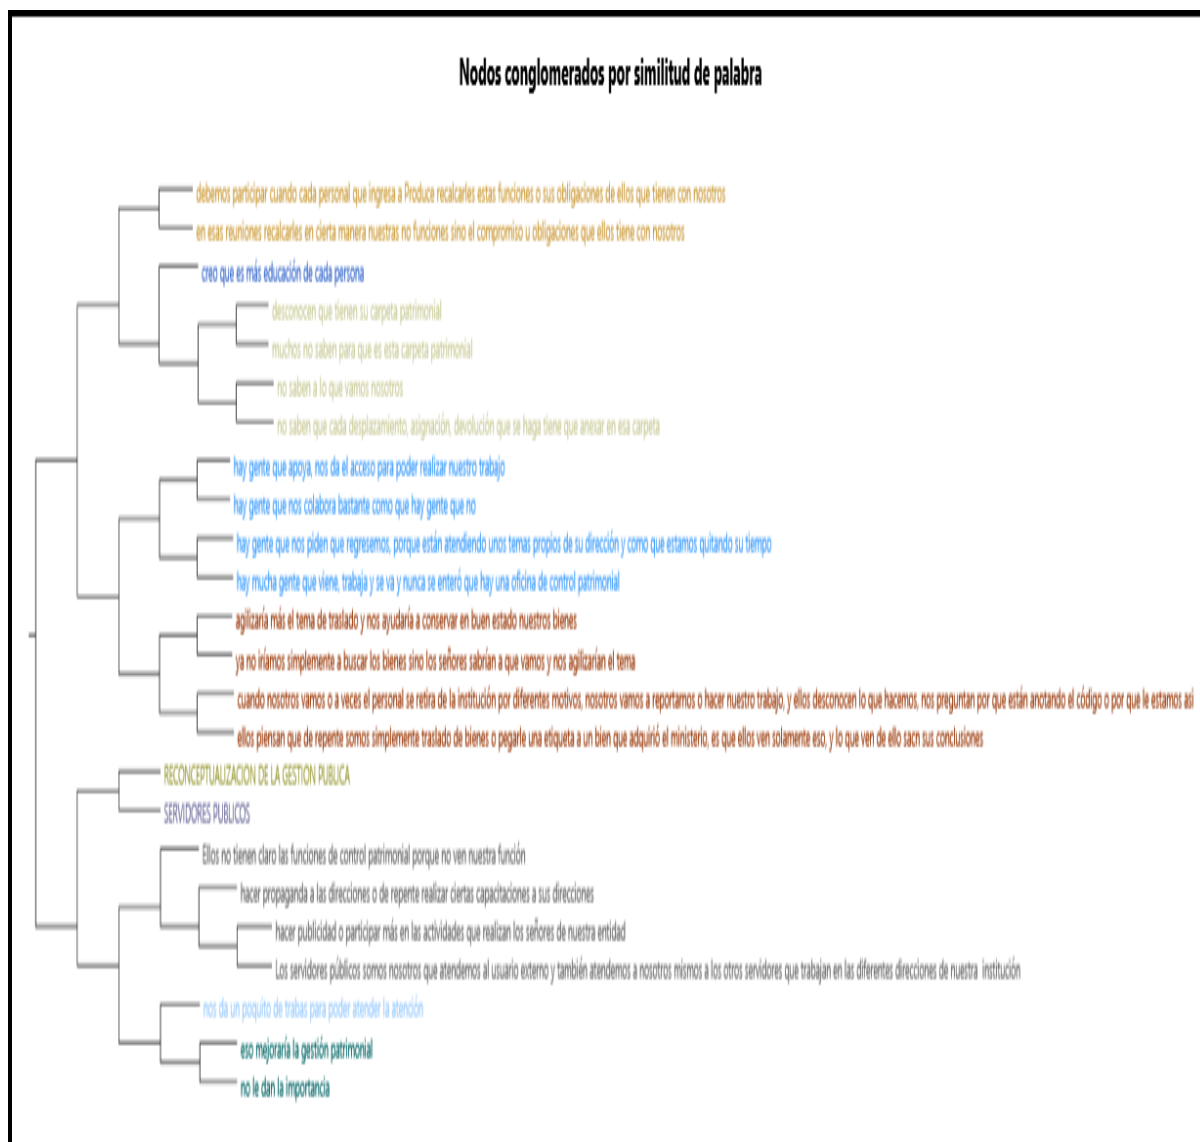 Nodos conglomerados por similitud de palabra
debemos participar cuando cada personal que ingresa a Produce recalcarles estas funciones o sus obligaciones de ellos que tienen con nosotros
en esas reuniones recalcarles en cierta manera nuestras no funciones sino el compromiso u obligaciones que ellos tiene con nosotros
creo que es más educación de cada persona
desconocen que tienen su carpeta patrimonial
muchos no saben para que es esta carpeta patrimonial
no saben a lo que vamos nosotros
no saben que cada desplazamiento, asignación, devolución que se haga tiene que anexar en esa carpeta
hay gente que apoya, nos da el acceso para poder realizar nuestro trabajo
hay gente que nos colabora bastante como que hay gente que no
hay gente que nos piden que regresemos, porque están atendiendo unos temas propios de su dirección y como que estamos quitando su tiempo
hay mucha gente que viene, trabaja y se va y nunca se enteró que hay una oficina de control patrimonial
agilizaría más el tema de traslado y nos ayudaría a conservar en buen estado nuestros bienes
ya no iríamos simplemente a buscar los bienes sino los señores sabrían a que vamos y nos agilizarían el tema
cuando nosotros vamos o a veces el personal se retira de la institución por diferentes motivos, nosotros vamos a reportarnos o hacer nuestro trabajo, y ellos desconocen lo que hacemos, nos preguntan por que están anotando el código o por que le estamos asi
ellos piensan que de repente somos simplemente traslado de bienes o pegarle una etiqueta a un bien que adquirió el ministerio, es que ellos ven solamente eso, y lo que ven de ello sacn sus conclusiones
RECONCEPTUALIZACION DE LA GESTION PUBLICA
SERVIDORES PUBLICOS
Ellos no tienen claro las funciones de control patrimonial porque no ven nuestra función
hacer propaganda a las direcciones o de repente realizar ciertas capacitaciones a sus direcciones
hacer publicidad o participar más en las actividades que realizan los señores de nuestra entidad
Los servidores públicos somos nosotros que atendemos al usuario externo y también atendemos a nosotros mismos a los otros servidores que trabajan en las diferentes direcciones de nuestra institución
nos da un poquito de trabas para poder atender la atención
eso mejoraría la gestión patrimonial
no le dan la importancia